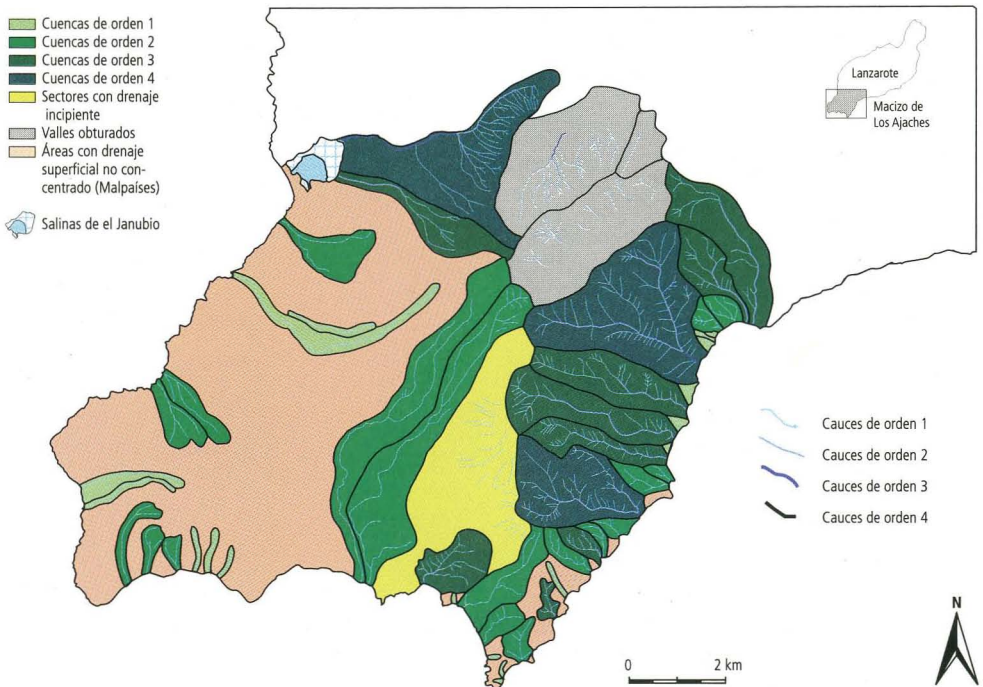 Cuencas de orden 1
Cuencas de orden 2
Cuencas de orden 3
Cuencas de orden 4
Sectores con drenaje
incipiente
Valles obturados
Áreas con drenaje
superficial no con-
centrado (Malpaíses)
Salinas de el Janubio
Lanzarote
Macizo de
Los Ajaches
Cauces de orden 1
Cauces de orden 2
Cauces de orden 3
Cauces de orden 4
N
0 2 km